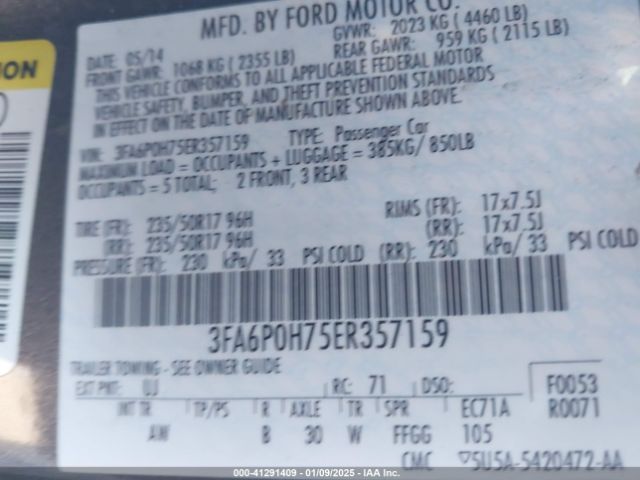 ION
MFD. BY FORD MOTOR CO.
DATE: 05/14 GVWR: 2023 KG ( 4460 LB)
FRONT GAWR: 1068 KG ( 2355 LB) REAR GAWR: 959 KG ( 2115 LB)
THIS VEHICLE CONFORMS TO ALL APPLICABLE FEDERAL MOTOR
VEHICLE SAFETY, BUMPER, AND THEFT PREVENTION STANDARDS
IN EFFECT ON THE DATE OF MANUFACTURE SHOWN ABOVE.
VIN: 3FA6P0H75ER357159 TYPE: Passenger Car
MAXIMUM LOAD = OCCUPANTS + LUGGAGE = 385KG/ 850LB
OCCUPANTS = 5 TOTAL: 2 FRONT, 3 REAR
TIRE (FR): 235/50R17 96H RIMS (FR): 17x7.5J
(RR): 235/50R17 96H (RR): 17x7.5J
PRESSURE (FR): 230 kPa/ 33 PSI COLD (RR): 230 kPa/ 33 PSI COLD
3FA6P0H75ER357159
TRAILER TOWING - SEE OWNER GUIDE
EXT PNT: UJ RC: 71 DSO: F0053
INT TR TP/PS R AXLE TR SPR EC71A R0071
AW B 30 W FFGG 105
CMC ▽5U5A-5420472-AA
00-41291409 - 01/09/2025 - IAA, Inc.